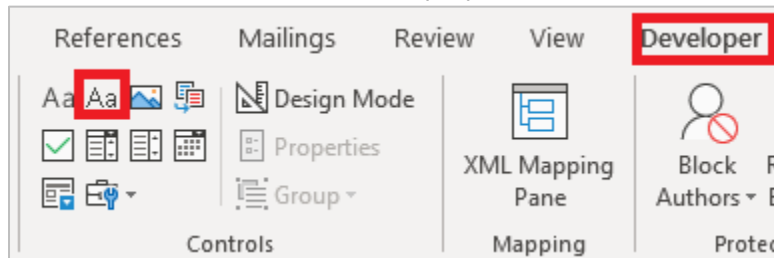 References Mailings Review View Developer
Aa Aa Design Mode
Properties
Group
XML Mapping
Pane
Block
Authors
Controls Mapping